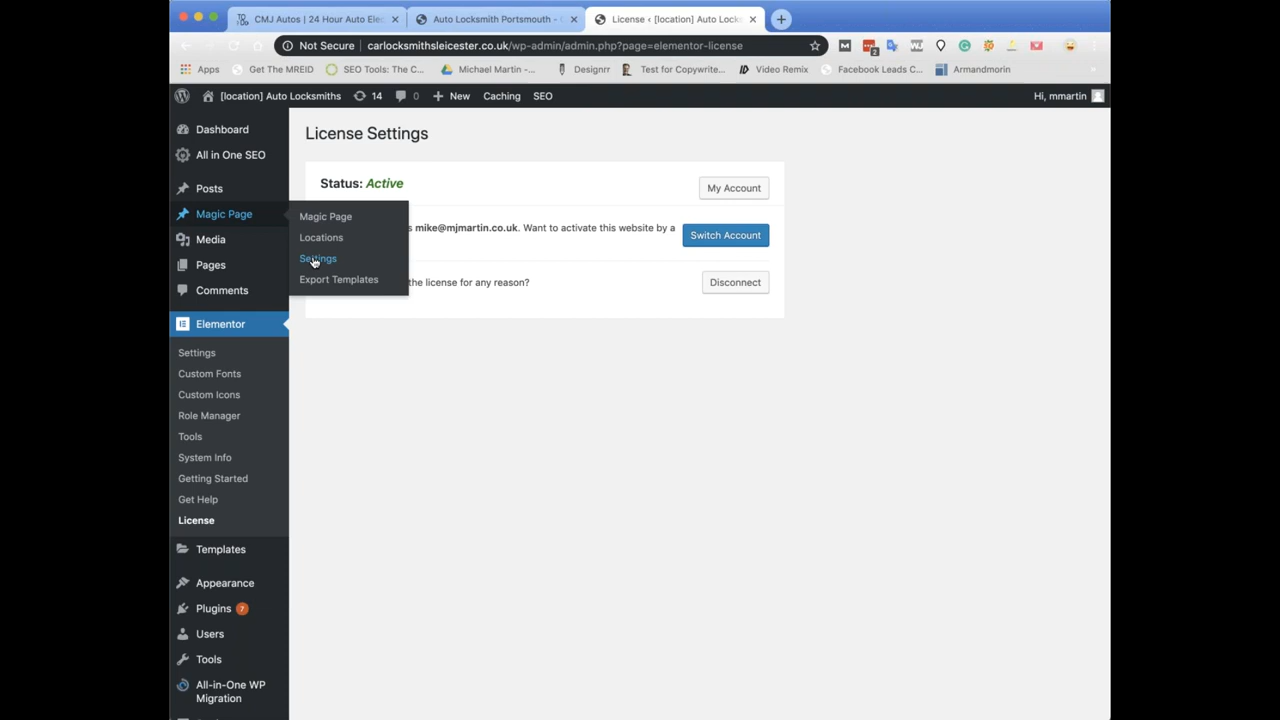 CMJ Autos | 24 Hour Auto Elec
Auto Locksmith Portsmouth -
License ‹ [location] Auto Locks
Not Secure
carlocksmithsleicester.co.uk/wp-admin/admin.php?page=elementor-license
Apps
Get The MREID
SEO Tools: The C...
Michael Martin -...
Designrr
Test for Copywrite...
Video Remix
Facebook Leads C...
Armandmorin
[location] Auto Locksmiths
14
0
New
Caching
SEO
Hi, mmartin
Dashboard
All in One SEO
Posts
Magic Page
Media
Pages
Comments
Elementor
Settings
Custom Fonts
Custom Icons
Role Manager
Tools
System Info
Getting Started
Get Help
License
Templates
Appearance
Plugins 7
Users
Tools
All-in-One WP
Migration
Magic Page
Locations
Settings
Export Templates
License Settings
Status: Active
My Account
s mike@mjmartin.co.uk. Want to activate this website by a
Switch Account
the license for any reason?
Disconnect